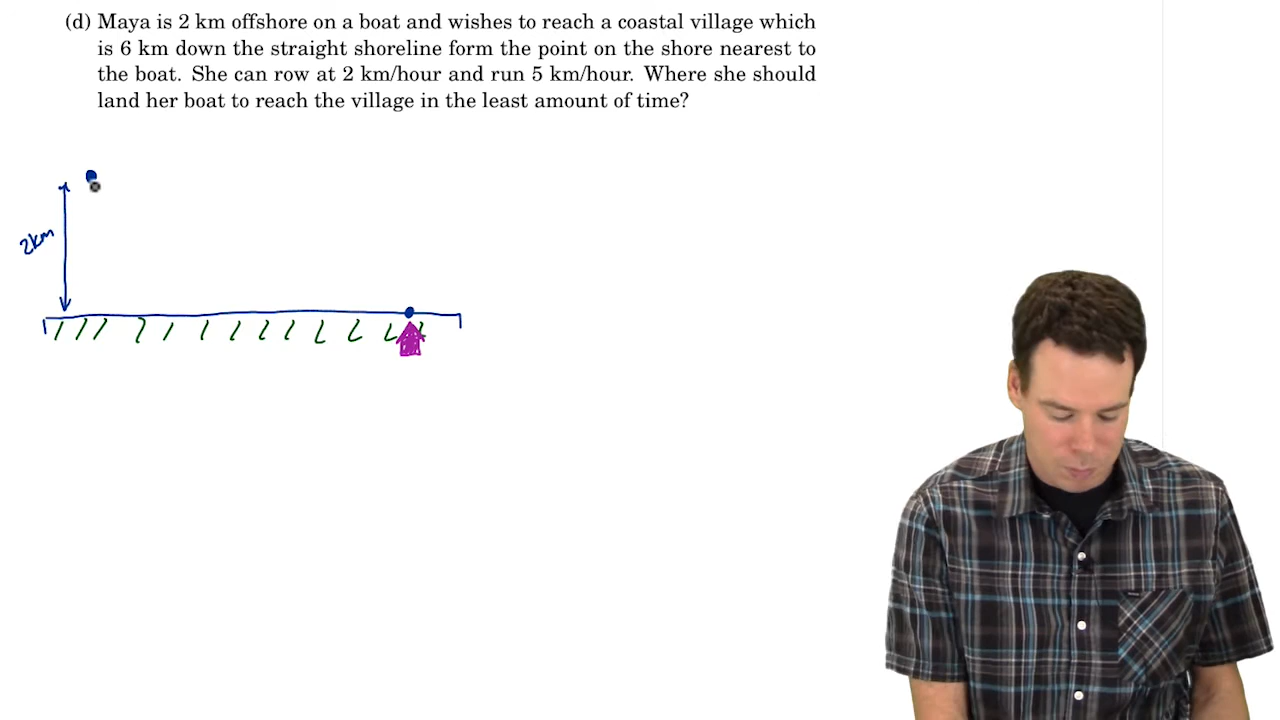 (d) Maya is 2 km offshore on a boat and wishes to reach a coastal village which
is 6 km down the straight shoreline form the point on the shore nearest to
the boat. She can row at 2 km/hour and run 5 km/hour. Where she should
land her boat to reach the village in the least amount of time?
2km